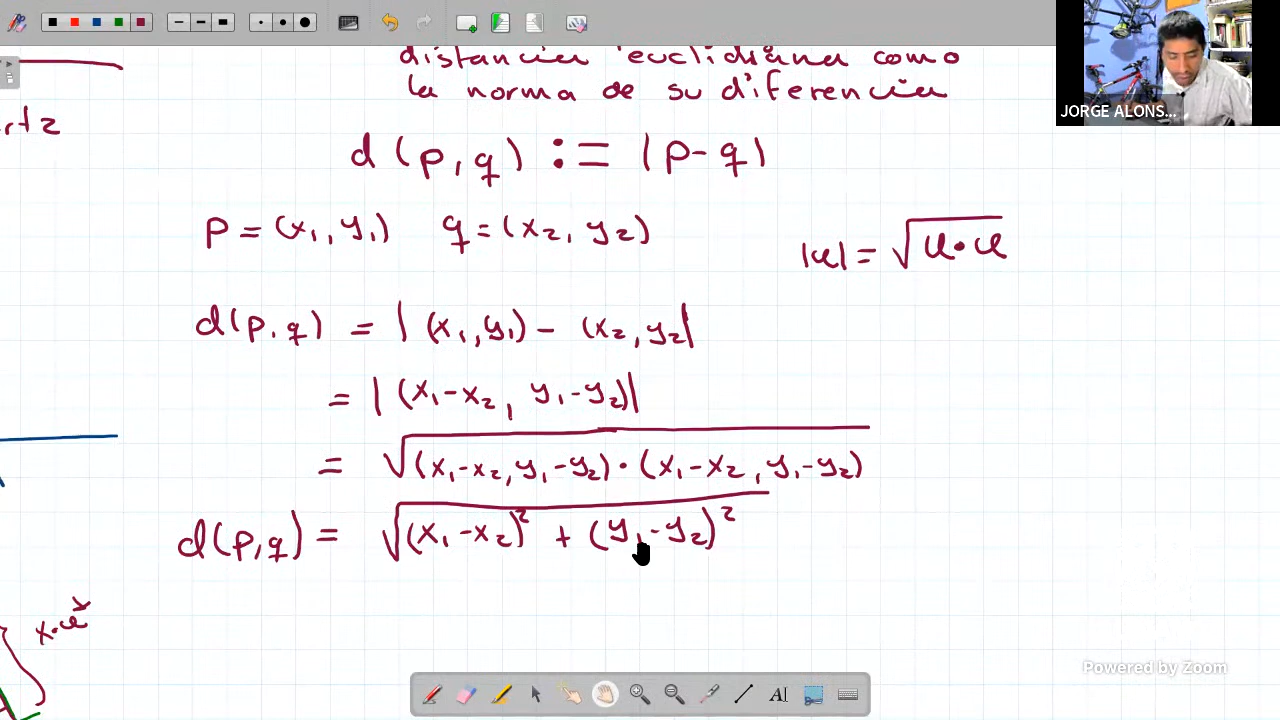 distancia euclidiana como
la norma de su diferencia
JORGE ALONS...
rtz
d(p,q) := |p-q|
p = (x₁, y₁) q = (x₂, y₂)
|u| = √(u·u)
d(p,q) = |(x₁,y₁) - (x₂,y₂|
= |(x₁-x₂, y₁-y₂)|
= √((x₁-x₂, y₁-y₂)·(x₁-x₂, y₁-y₂))
d(p,q) = √((x₁-x₂)² + (y₁-y₂)²)
Powered by Zoom
AI